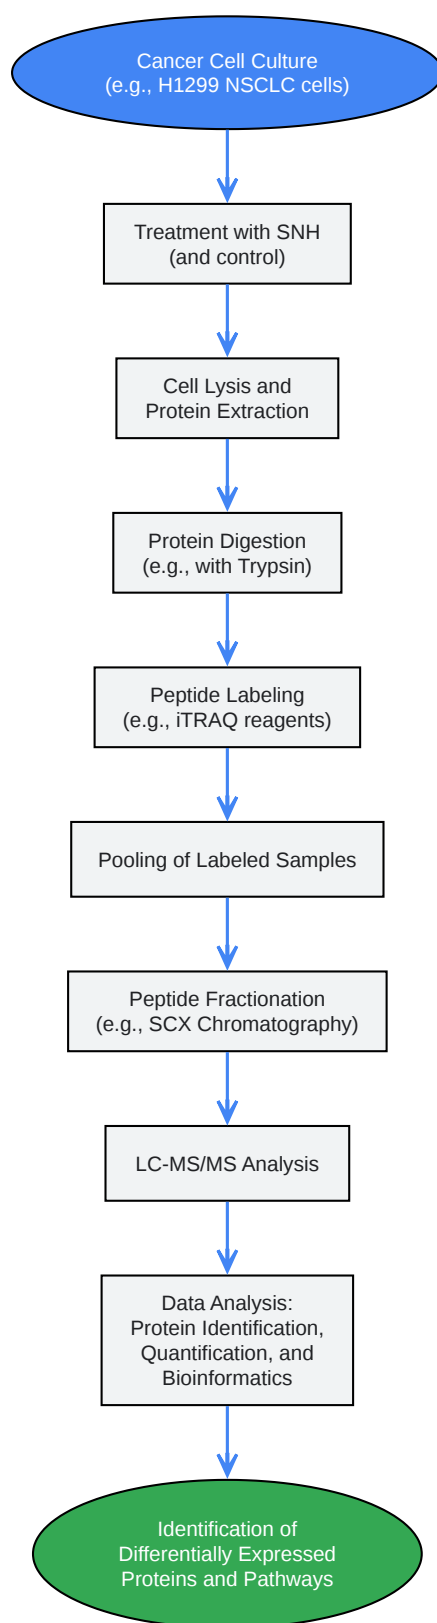 Cancer Cell Culture
(e.g., H1299 NSCLC cells)
Treatment with SNH
(and control)
Cell Lysis and
Protein Extraction
Protein Digestion
(e.g., with Trypsin)
Peptide Labeling
(e.g., iTRAQ reagents)
Pooling of Labeled Samples
Peptide Fractionation
(e.g., SCX Chromatography)
LC-MS/MS Analysis
Data Analysis:
Protein Identification,
Quantification, and
Bioinformatics
Identification of
Differentially Expressed
Proteins and Pathways